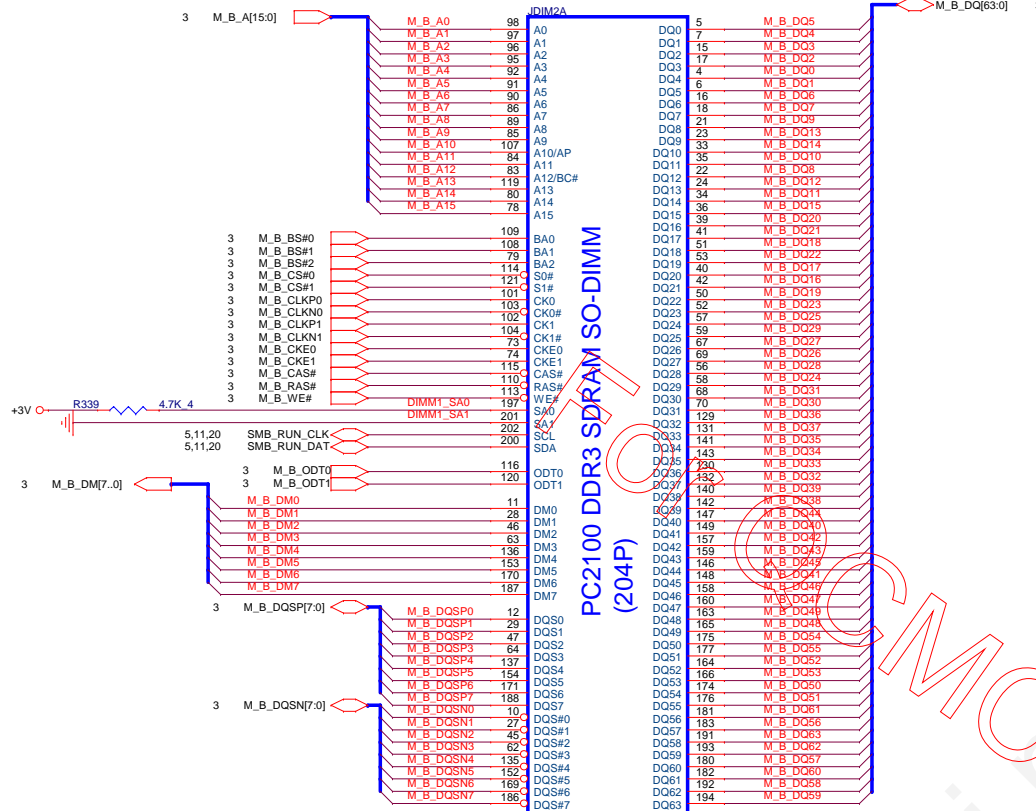 JDIM2A
3 M_B_A[15:0]
M_B_A0 98 A0
M_B_A1 97 A1
M_B_A2 96 A2
M_B_A3 95 A3
M_B_A4 92 A4
M_B_A5 91 A5
M_B_A6 90 A6
M_B_A7 86 A7
M_B_A8 89 A8
M_B_A9 85 A9
M_B_A10 107 A10/AP
M_B_A11 84 A11
M_B_A12 83 A12/BC#
M_B_A13 119 A13
M_B_A14 80 A14
M_B_A15 78 A15
3 M_B_BS#0 109 BA0
3 M_B_BS#1 108 BA1
3 M_B_BS#2 79 BA2
3 M_B_CS#0 114 S0#
3 M_B_CS#1 121 S1#
3 M_B_CLKP0 101 CK0
3 M_B_CLKN0 103 CK0#
3 M_B_CLKP1 102 CK1
3 M_B_CLKN1 104 CK1#
3 M_B_CKE0 73 CKE0
3 M_B_CKE1 74 CKE1
3 M_B_CAS# 115 CAS#
3 M_B_RAS# 110 RAS#
3 M_B_WE# 113 WE#
+3V R339 4.7K_4 DIMM1_SA0 197 SA0
DIMM1_SA1 201 SA1
5,11,20 SMB_RUN_CLK 202 SCL
5,11,20 SMB_RUN_DAT 200 SDA
3 M_B_ODT0 116 ODT0
3 M_B_ODT1 120 ODT1
3 M_B_DM[7..0]
M_B_DM0 11 DM0
M_B_DM1 28 DM1
M_B_DM2 46 DM2
M_B_DM3 63 DM3
M_B_DM4 136 DM4
M_B_DM5 153 DM5
M_B_DM6 170 DM6
M_B_DM7 187 DM7
3 M_B_DQSP[7:0]
M_B_DQSP0 12 DQS0
M_B_DQSP1 29 DQS1
M_B_DQSP2 47 DQS2
M_B_DQSP3 64 DQS3
M_B_DQSP4 137 DQS4
M_B_DQSP5 154 DQS5
M_B_DQSP6 171 DQS6
M_B_DQSP7 188 DQS7
3 M_B_DQSN[7:0]
M_B_DQSN0 10 DQS#0
M_B_DQSN1 27 DQS#1
M_B_DQSN2 45 DQS#2
M_B_DQSN3 62 DQS#3
M_B_DQSN4 135 DQS#4
M_B_DQSN5 152 DQS#5
M_B_DQSN6 169 DQS#6
M_B_DQSN7 186 DQS#7
PC2100 DDR3 SDRAM SO-DIMM
(204P)
M_B_DQ[63:0]
DQ0 5 M_B_DQ5
DQ1 7 M_B_DQ4
DQ2 15 M_B_DQ3
DQ3 17 M_B_DQ2
DQ4 4 M_B_DQ0
DQ5 6 M_B_DQ1
DQ6 16 M_B_DQ6
DQ7 18 M_B_DQ7
DQ8 21 M_B_DQ9
DQ9 23 M_B_DQ13
DQ10 33 M_B_DQ14
DQ11 35 M_B_DQ10
DQ12 22 M_B_DQ8
DQ13 24 M_B_DQ12
DQ14 34 M_B_DQ11
DQ15 36 M_B_DQ15
DQ16 39 M_B_DQ20
DQ17 41 M_B_DQ21
DQ18 51 M_B_DQ18
DQ19 53 M_B_DQ22
DQ20 40 M_B_DQ17
DQ21 42 M_B_DQ16
DQ22 50 M_B_DQ19
DQ23 52 M_B_DQ23
DQ24 57 M_B_DQ25
DQ25 59 M_B_DQ29
DQ26 67 M_B_DQ27
DQ27 69 M_B_DQ26
DQ28 56 M_B_DQ28
DQ29 58 M_B_DQ24
DQ30 68 M_B_DQ31
DQ31 70 M_B_DQ30
DQ32 129 M_B_DQ36
DQ33 131 M_B_DQ37
DQ34 141 M_B_DQ35
DQ35 143 M_B_DQ34
DQ36 130 M_B_DQ33
DQ37 132 M_B_DQ32
DQ38 140 M_B_DQ39
DQ39 142 M_B_DQ38
DQ40 147 M_B_DQ44
DQ41 149 M_B_DQ40
DQ42 157 M_B_DQ42
DQ43 159 M_B_DQ43
DQ44 146 M_B_DQ45
DQ45 148 M_B_DQ41
DQ46 158 M_B_DQ46
DQ47 160 M_B_DQ47
DQ48 163 M_B_DQ49
DQ49 165 M_B_DQ48
DQ50 175 M_B_DQ54
DQ51 177 M_B_DQ55
DQ52 164 M_B_DQ52
DQ53 166 M_B_DQ53
DQ54 174 M_B_DQ50
DQ55 176 M_B_DQ51
DQ56 181 M_B_DQ61
DQ57 183 M_B_DQ56
DQ58 191 M_B_DQ63
DQ59 193 M_B_DQ62
DQ60 180 M_B_DQ57
DQ61 182 M_B_DQ60
DQ62 192 M_B_DQ58
DQ63 194 M_B_DQ59